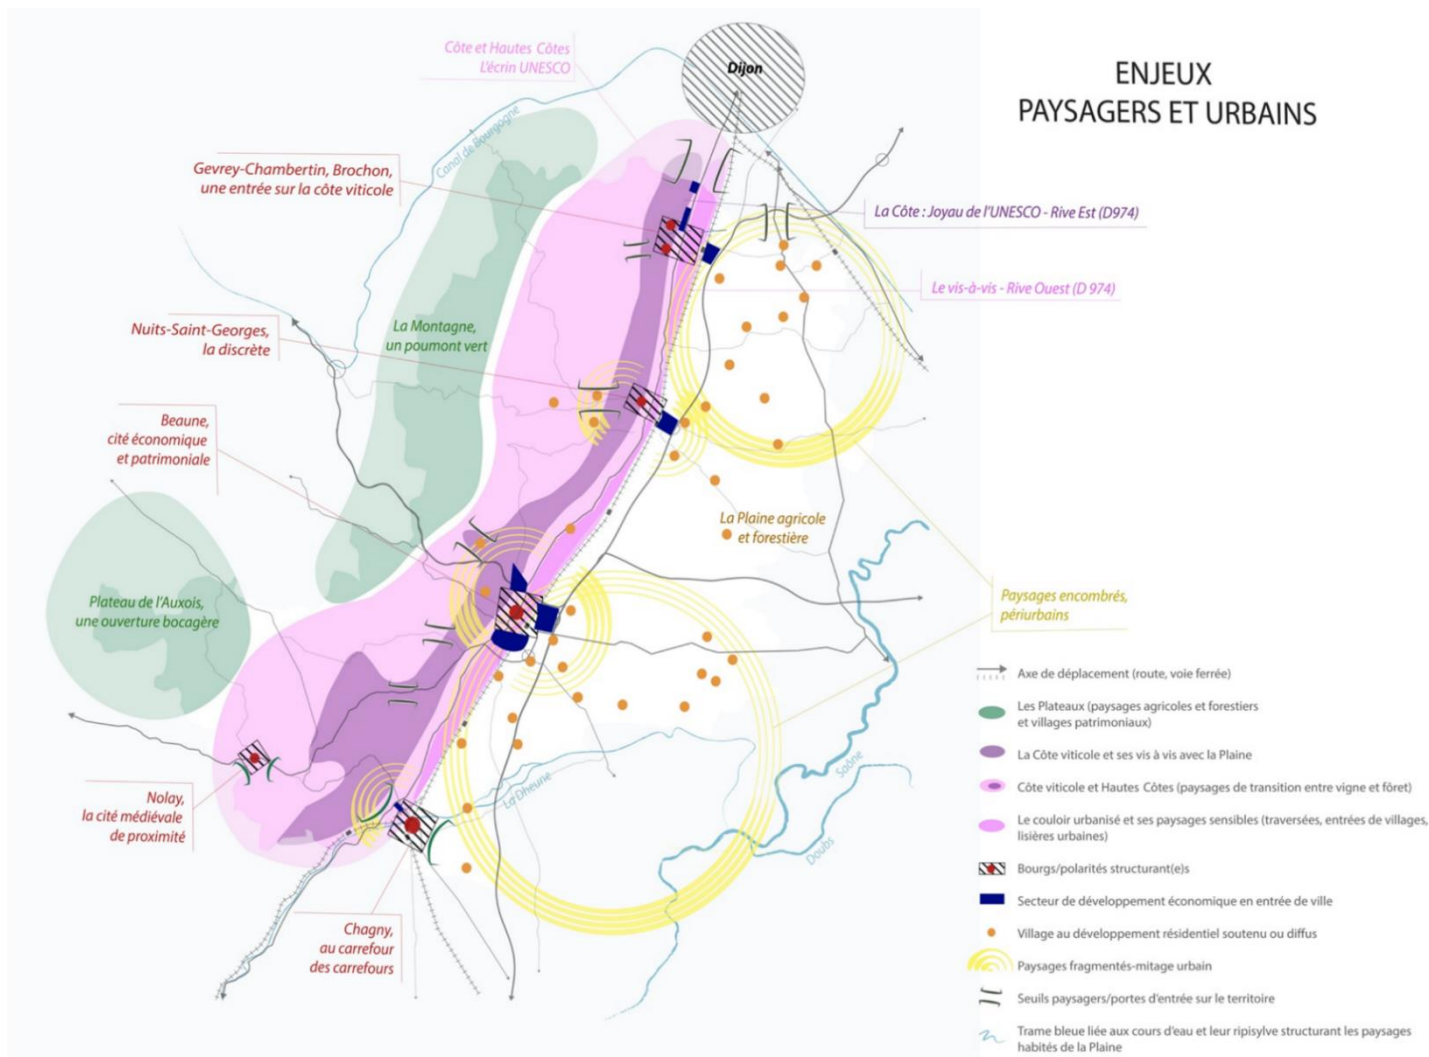 ENJEUX
PAYSAGERS ET URBAINS
Côte et Hautes Côtes
L'écrin UNESCO
Dijon
Canal de Bourgogne
Gevrey-Chambertin, Brochon,
une entrée sur la côte viticole
La Côte : Joyau de l'UNESCO - Rive Est (D974)
Le vis-à-vis - Rive Ouest (D 974)
Nuits-Saint-Georges,
la discrète
La Montagne,
un poumont vert
Beaune,
cité économique
et patrimoniale
La Plaine agricole
et forestière
Plateau de l'Auxois,
une ouverture bocagère
Paysages encombrés,
périurbains
Nolay,
la cité médiévale
de proximité
La Dheune
Saône
Doubs
Chagny,
au carrefour
des carrefours
Axe de déplacement (route, voie ferrée)
Les Plateaux (paysages agricoles et forestiers
et villages patrimoniaux)
La Côte viticole et ses vis à vis avec la Plaine
Côte viticole et Hautes Côtes (paysages de transition entre vigne et fôret)
Le couloir urbanisé et ses paysages sensibles (traversées, entrées de villages,
lisières urbaines)
Bourgs/polarités structurant(e)s
Secteur de développement économique en entrée de ville
Village au développement résidentiel soutenu ou diffus
Paysages fragmentés-mitage urbain
Seuils paysagers/portes d'entrée sur le territoire
Trame bleue liée aux cours d'eau et leur ripisylve structurant les paysages
habités de la Plaine